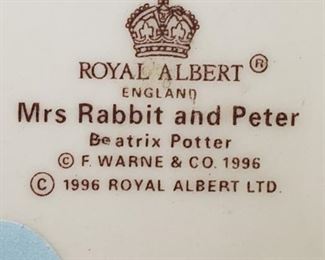 ROYAL ALBERT ®
ENGLAND
Mrs Rabbit and Peter
Beatrix Potter
© F. WARNE & CO. 1996
© 1996 ROYAL ALBERT LTD.